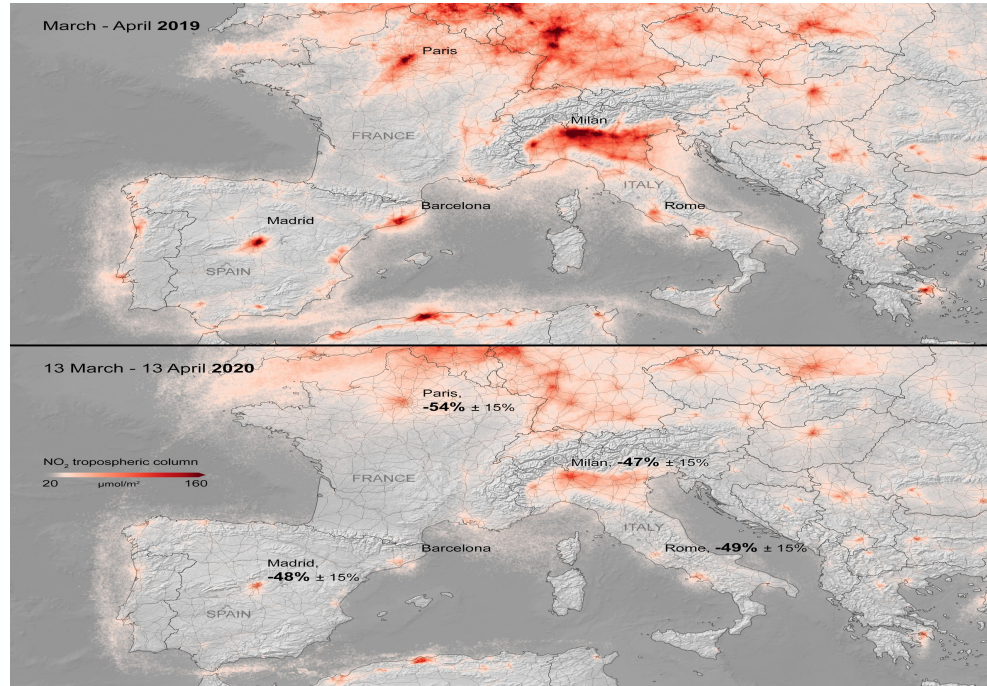 March - April 2019
Paris
Milan
FRANCE
ITALY
Barcelona
Rome
Madrid
SPAIN
13 March - 13 April 2020
Paris,
-54% ± 15%
NO₂ tropospheric column
20 µmol/m² 160
Milan, -47% ± 15%
FRANCE
ITALY
Barcelona
Rome, -49% ± 15%
Madrid,
-48% ± 15%
SPAIN